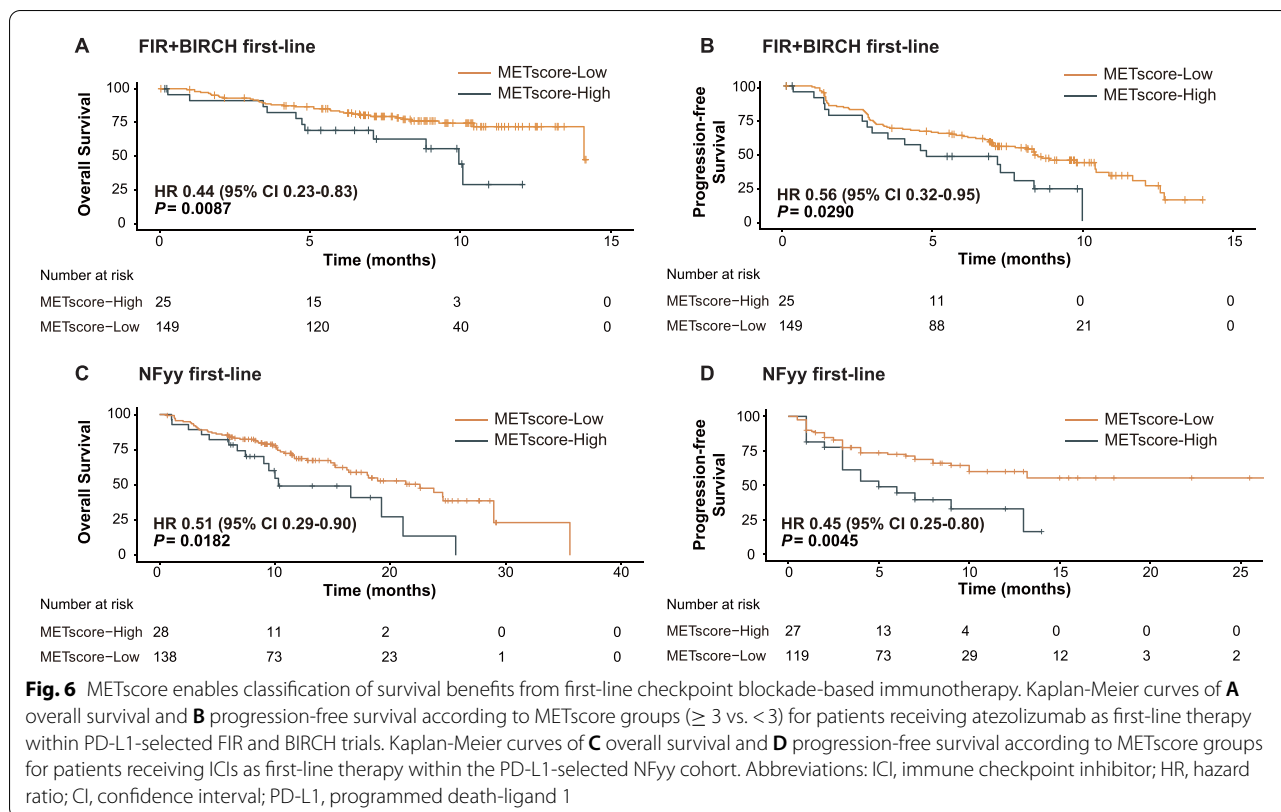 A FIR+BIRCH first-line
METscore-Low
METscore-High
Overall Survival
100
75
50
25
0
HR 0.44 (95% CI 0.23-0.83)
P= 0.0087
0 5 10 15
Time (months)
Number at risk
METscore−High 25 15 3 0
METscore−Low 149 120 40 0
B FIR+BIRCH first-line
METscore-Low
METscore-High
Progression-free
Survival
100
75
50
25
0
HR 0.56 (95% CI 0.32-0.95)
P= 0.0290
0 5 10 15
Time (months)
Number at risk
METscore−High 25 11 0 0
METscore−Low 149 88 21 0
C NFyy first-line
METscore-Low
METscore-High
Overall Survival
100
75
50
25
0
HR 0.51 (95% CI 0.29-0.90)
P= 0.0182
0 10 20 30 40
Time (months)
Number at risk
METscore−High 28 11 2 0 0
METscore−Low 138 73 23 1 0
D NFyy first-line
METscore-Low
METscore-High
Progression-free
Survival
100
75
50
25
0
HR 0.45 (95% CI 0.25-0.80)
P= 0.0045
0 5 10 15 20 25
Time (months)
Number at risk
METscore−High 27 13 4 0 0 0
METscore−Low 119 73 29 12 3 2
Fig. 6 METscore enables classification of survival benefits from first-line checkpoint blockade-based immunotherapy. Kaplan-Meier curves of A
overall survival and B progression-free survival according to METscore groups (≥ 3 vs. < 3) for patients receiving atezolizumab as first-line therapy
within PD-L1-selected FIR and BIRCH trials. Kaplan-Meier curves of C overall survival and D progression-free survival according to METscore groups
for patients receiving ICIs as first-line therapy within the PD-L1-selected NFyy cohort. Abbreviations: ICI, immune checkpoint inhibitor; HR, hazard
ratio; CI, confidence interval; PD-L1, programmed death-ligand 1